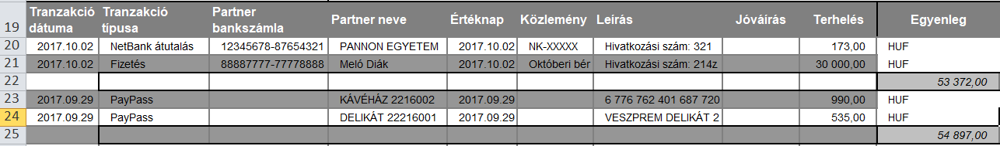 19 Tranzakció dátuma Tranzakció típusa Partner bankszámla Partner neve Értéknap Közlemény Leírás Jóváírás Terhelés Egyenleg
20 2017.10.02 NetBank átutalás 12345678-87654321 PANNON EGYETEM 2017.10.02 NK-XXXXX Hivatkozási szám: 321 173,00 HUF
21 2017.10.02 Fizetés 88887777-77778888 Meló Diák 2017.10.02 Októberi bér Hivatkozási szám: 214z 30 000,00 HUF
22 53 372,00
23 2017.09.29 PayPass KÁVÉHÁZ 2216002 2017.09.29 6 776 762 401 687 720 990,00 HUF
24 2017.09.29 PayPass DELIKÁT 22216001 2017.09.29 VESZPREM DELIKÁT 2 535,00 HUF
25 54 897,00